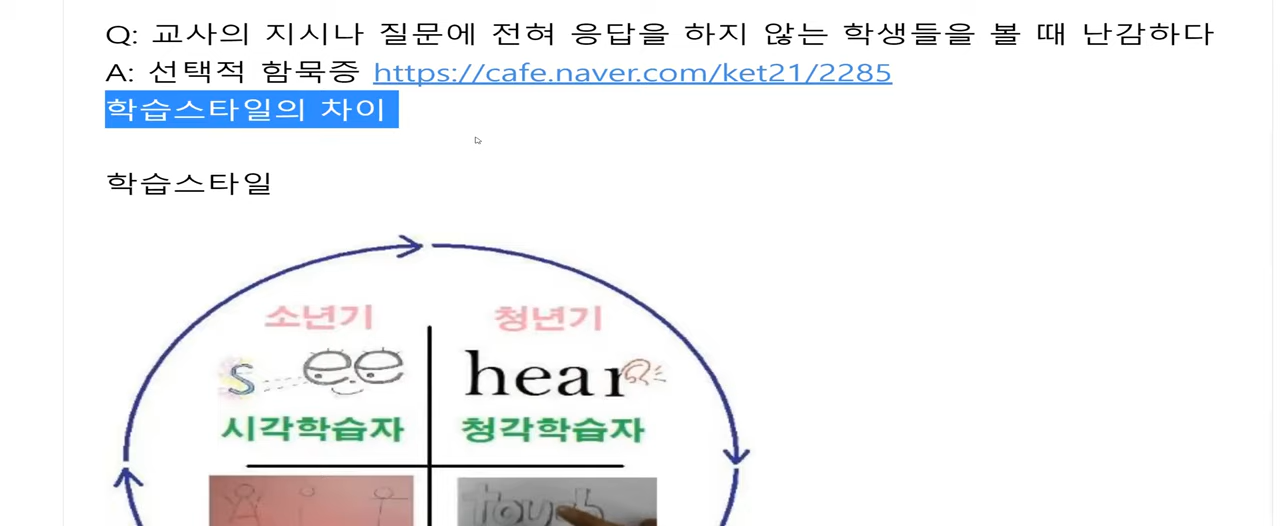 Q: 교사의 지시나 질문에 전혀 응답을 하지 않는 학생들을 볼 때 난감하다
A: 선택적 함묵증 https://cafe.naver.com/ket21/2285
학습스타일의 차이
학습스타일
소년기 청년기
see hear
시각학습자 청각학습자
touch